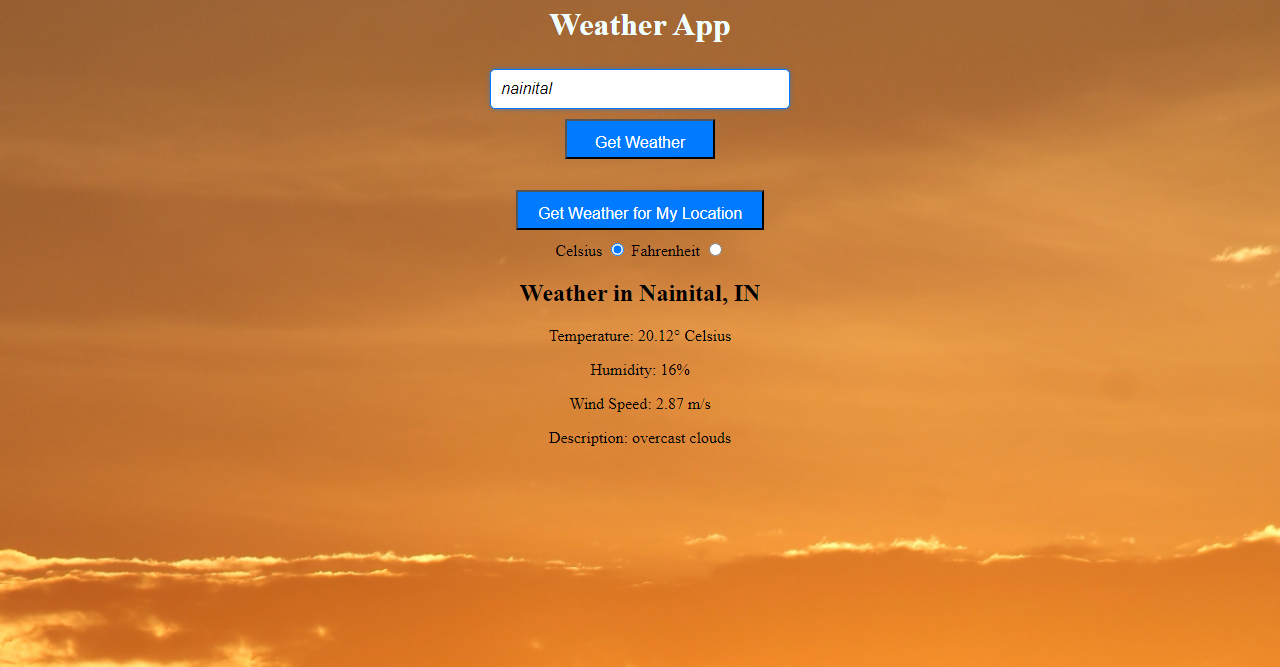 Weather App
nainital
Get Weather
Get Weather for My Location
Celsius Fahrenheit
Weather in Nainital, IN
Temperature: 20.12° Celsius
Humidity: 16%
Wind Speed: 2.87 m/s
Description: overcast clouds